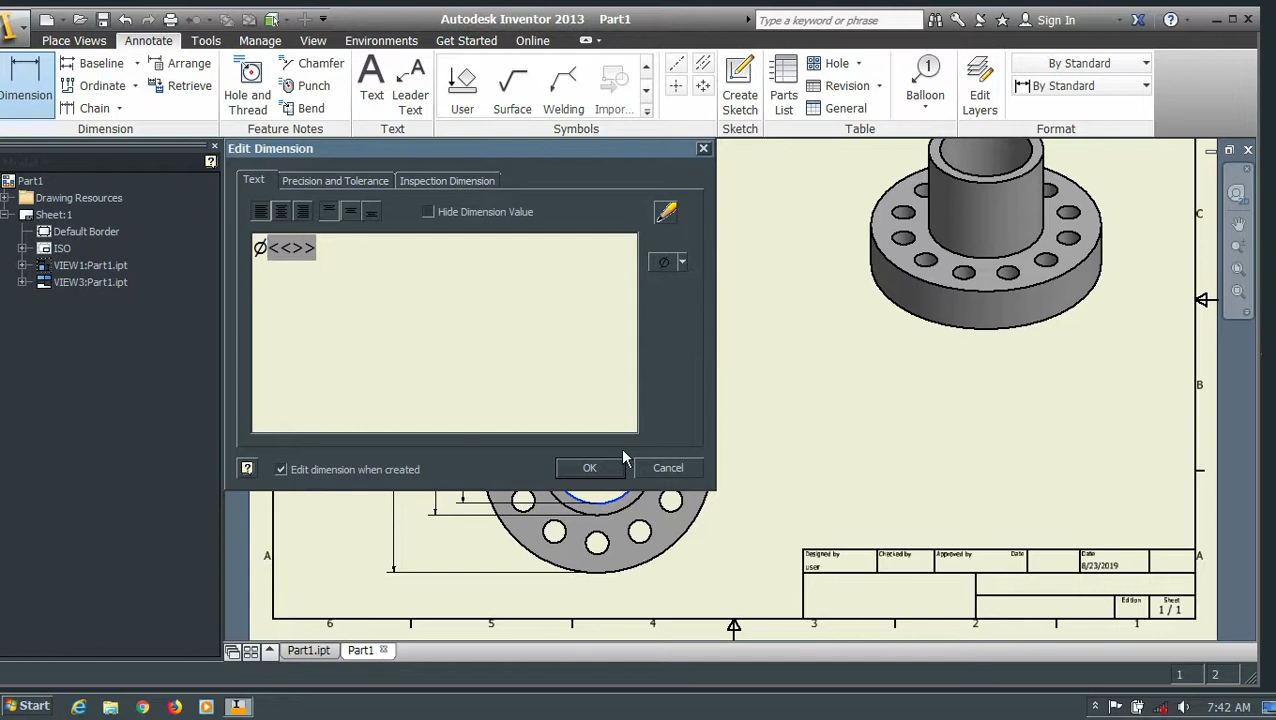 Autodesk Inventor 2013 Part1
Type a keyword or phrase
Sign In
Place Views Annotate Tools Manage View Environments Get Started Online
Dimension
Baseline
Ordinate
Chain
Arrange
Retrieve
Dimension
Hole and Thread
Chamfer
Punch
Bend
Feature Notes
Text
Leader Text
Text
User
Surface
Welding
Impor...
Symbols
Create Sketch
Sketch
Parts List
Hole
Revision
General
Balloon
Table
Edit Layers
By Standard
By Standard
Format
Part1
Drawing Resources
Sheet:1
Default Border
ISO
VIEW1:Part1.ipt
VIEW3:Part1.ipt
Edit Dimension
Text Precision and Tolerance Inspection Dimension
Hide Dimension Value
Ø<<>>
Ø
Edit dimension when created
OK
Cancel
C
B
A
A
Designed by
user
Checked by
Approved by
Date
Date
8/23/2019
Edition
Sheet
1 / 1
6 5 4 3 2 1
Part1.ipt Part1
1 2
Start
7:42 AM